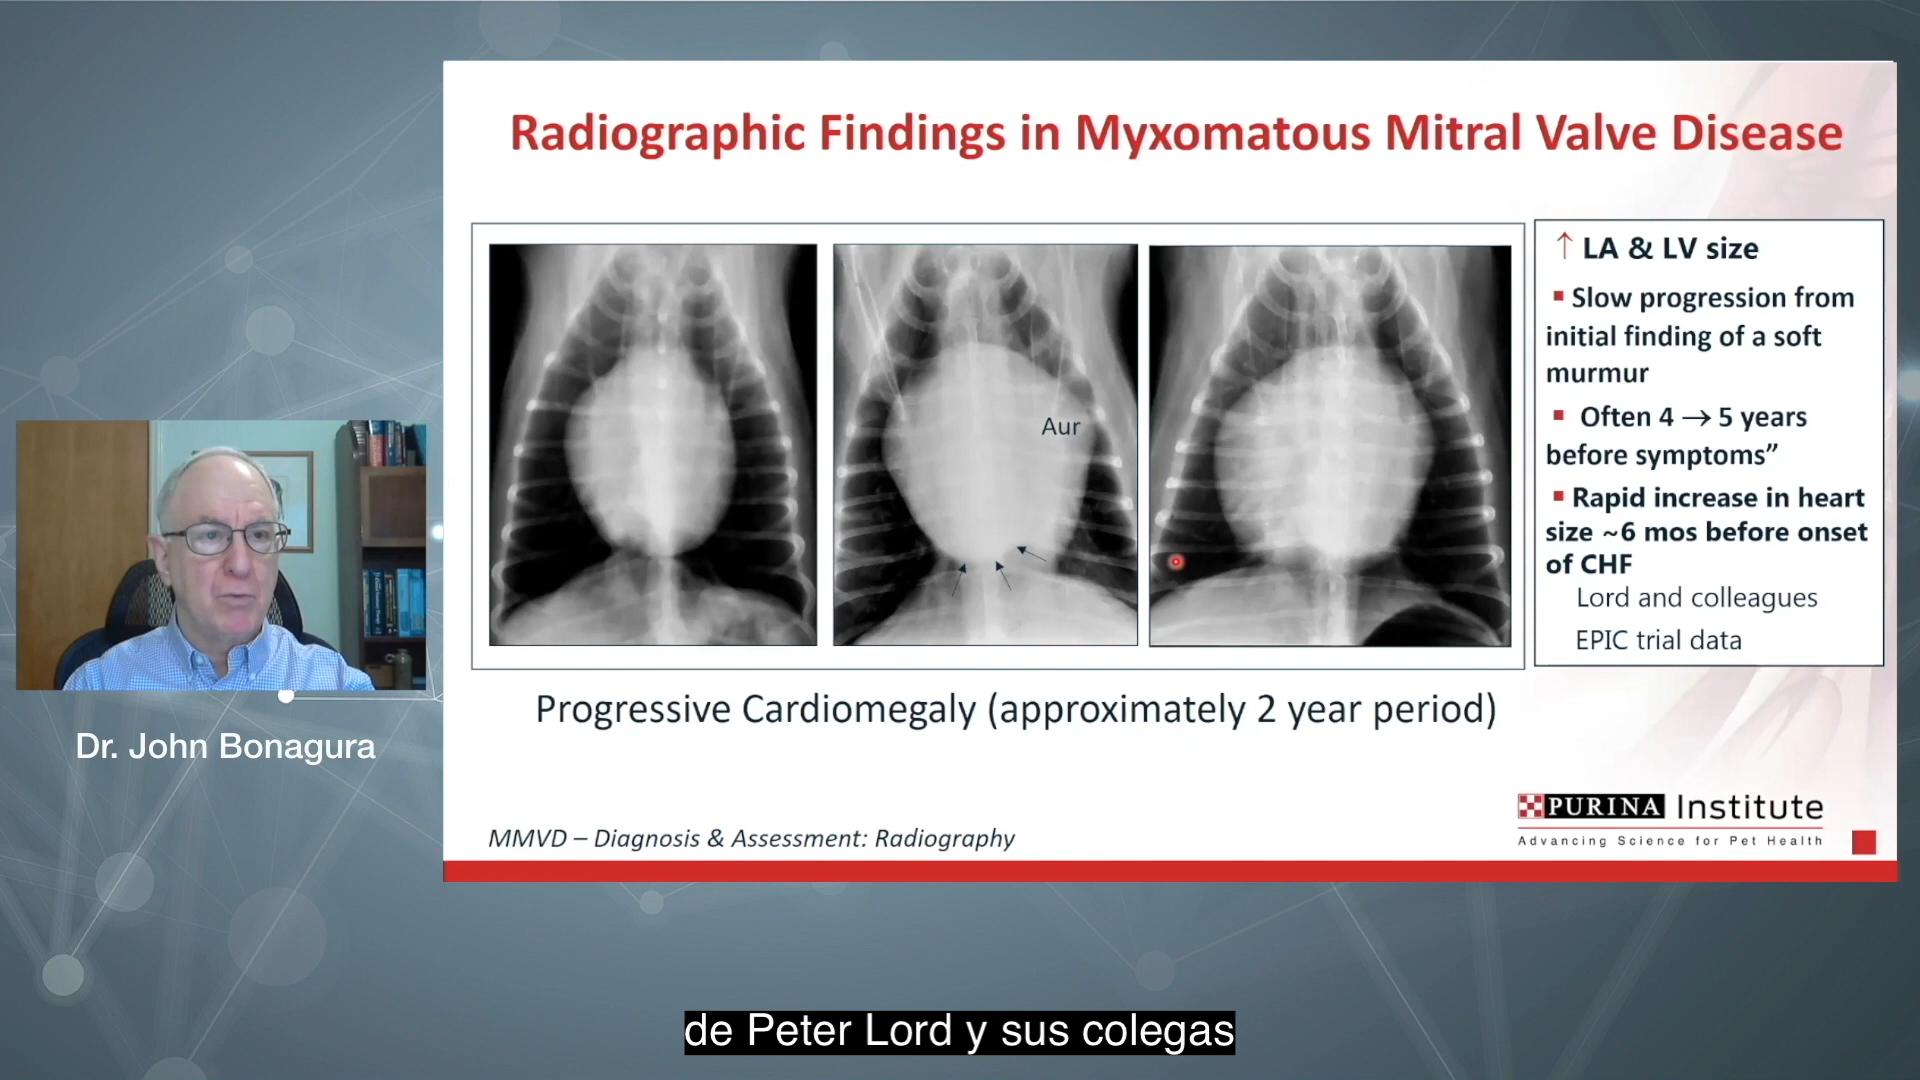 Radiographic Findings in Myxomatous Mitral Valve Disease
Aur
↑ LA & LV size
▪ Slow progression from
initial finding of a soft
murmur
▪ Often 4 → 5 years
before symptoms”
▪ Rapid increase in heart
size ~6 mos before onset
of CHF
Lord and colleagues
EPIC trial data
Progressive Cardiomegaly (approximately 2 year period)
Dr. John Bonagura
MMVD – Diagnosis & Assessment: Radiography
PURINA Institute
Advancing Science for Pet Health
de Peter Lord y sus colegas